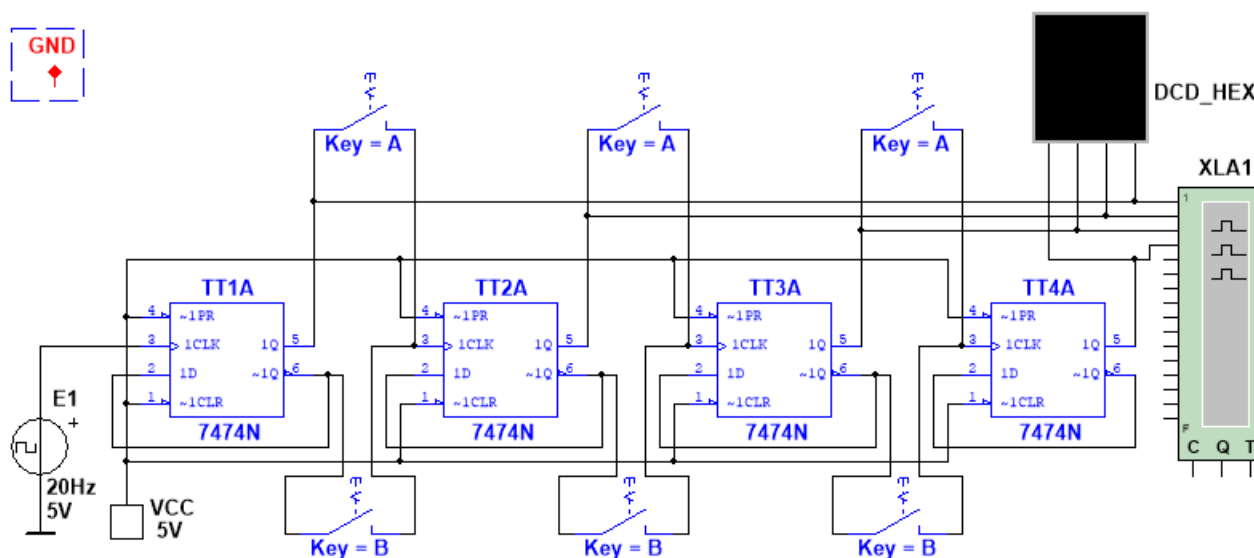 GND
DCD_HEX
Key = A
Key = A
Key = A
XLA1
1
TT1A
TT2A
TT3A
TT4A
4 ~1PR
4 ~1PR
4 ~1PR
4 ~1PR
3 1CLK 1Q 5
3 1CLK 1Q 5
3 1CLK 1Q 5
3 1CLK 1Q 5
2 1D ~1Q 6
2 1D ~1Q 6
2 1D ~1Q 6
2 1D ~1Q 6
1 ~1CLR
1 ~1CLR
1 ~1CLR
1 ~1CLR
7474N
7474N
7474N
7474N
E1
+
20Hz
5V
VCC
5V
F
C Q T
Key = B
Key = B
Key = B